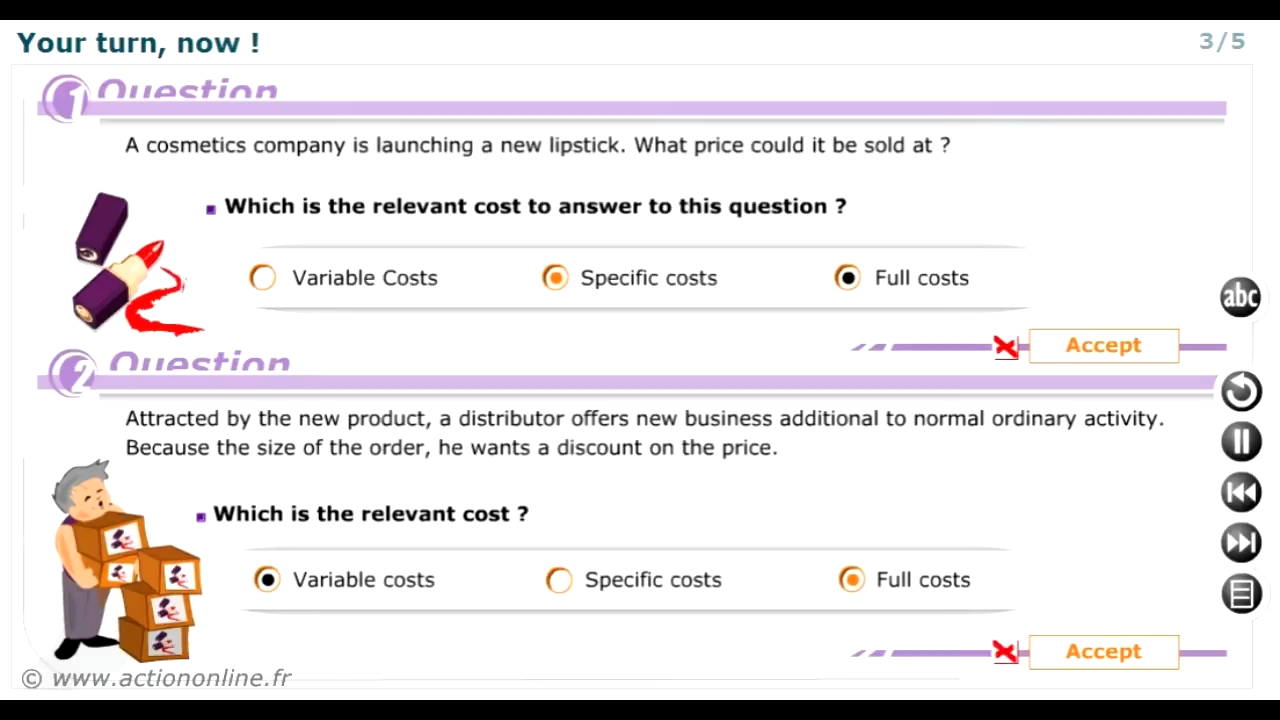 Your turn, now !
3/5
1 Question
A cosmetics company is launching a new lipstick. What price could it be sold at ?
Which is the relevant cost to answer to this question ?
Variable Costs Specific costs Full costs
abc
Accept
2 Question
Attracted by the new product, a distributor offers new business additional to normal ordinary activity.
Because the size of the order, he wants a discount on the price.
Which is the relevant cost ?
Variable costs Specific costs Full costs
Accept
© www.actiononline.fr